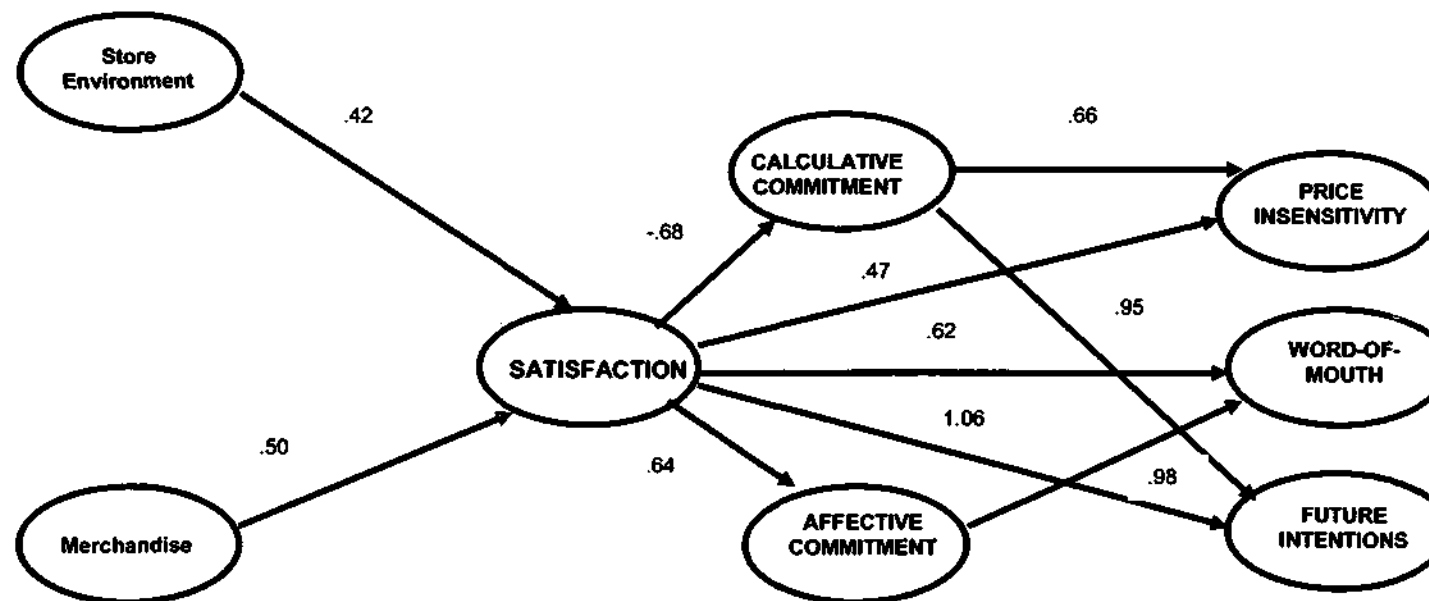 Store
Environment
.42
.66
CALCULATIVE
COMMITMENT
PRICE
INSENSITIVITY
-.68
.47
.95
.62
SATISFACTION
WORD-OF-
MOUTH
1.06
.50
.64
.98
Merchandise
AFFECTIVE
COMMITMENT
FUTURE
INTENTIONS